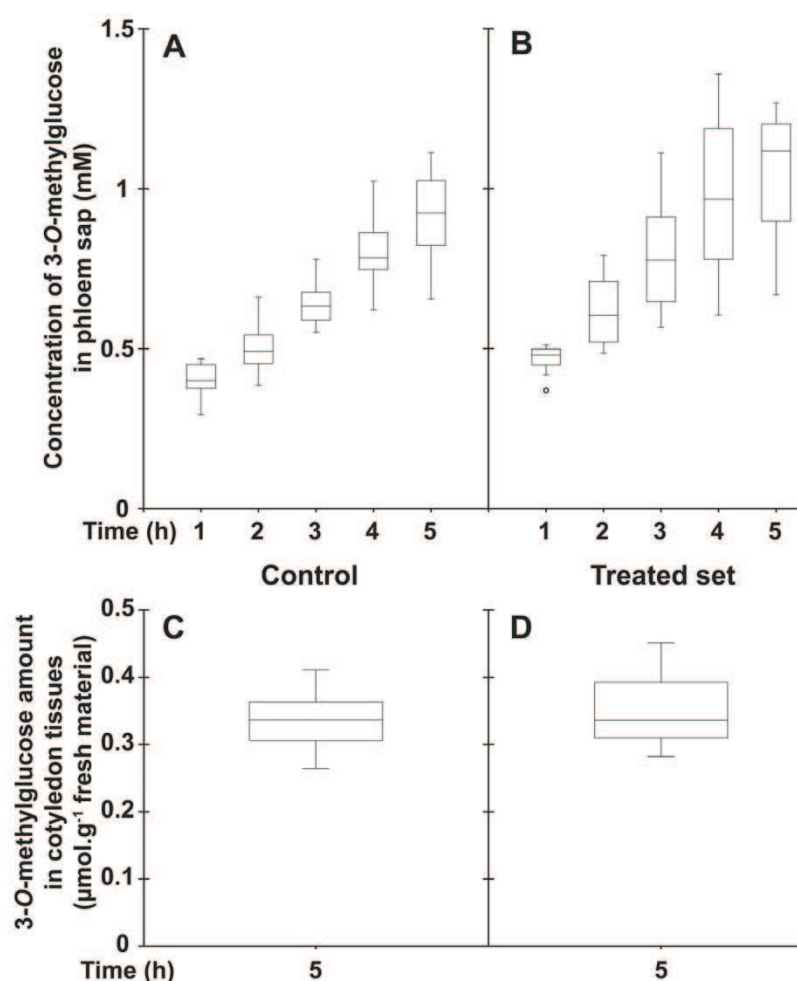 Concentration of 3-O-methylglucose
in phloem sap (mM)
A
B
1.5
1
0.5
0
Time (h) 1 2 3 4 5 1 2 3 4 5
Control Treated set
3-O-methylglucose amount
in cotyledon tissues
(µmol.g⁻¹ fresh material)
C
D
0.5
0.4
0.3
0.2
0.1
0
Time (h) 5 5